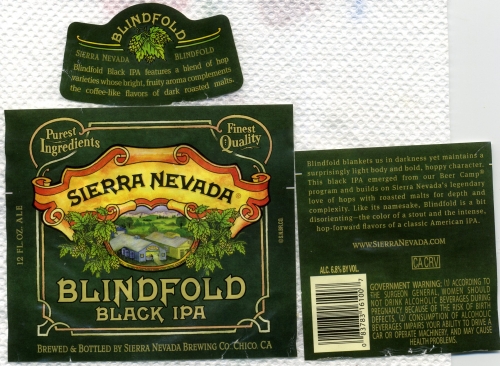 BLINDFOLD
SIERRA NEVADA BLINDFOLD
Blindfold Black IPA features a blend of hop
varieties whose bright, fruity aroma complements
the coffee-like flavors of dark roasted malts.
Purest
Ingredients
Finest
Quality
SIERRA NEVADA
12 FL. OZ. ALE
BLINDFOLD
BLACK IPA
BREWED & BOTTLED BY SIERRA NEVADA BREWING CO. CHICO, CA
Blindfold blankets us in darkness yet maintains a
surprisingly light body and bold, hoppy character.
This black IPA emerged from our Beer Camp®
program and builds on Sierra Nevada's legendary
love of hops with roasted malts for depth and
complexity. Like its namesake, Blindfold is a bit
disorienting—the color of a stout and the intense,
hop-forward flavors of a classic American IPA.
WWW.SIERRANEVADA.COM
CA CRV
ALC. 6.8% BY VOL.
0 83783 16100 7
GOVERNMENT WARNING: (1) ACCORDING TO
THE SURGEON GENERAL, WOMEN SHOULD
NOT DRINK ALCOHOLIC BEVERAGES DURING
PREGNANCY BECAUSE OF THE RISK OF BIRTH
DEFECTS. (2) CONSUMPTION OF ALCOHOLIC
BEVERAGES IMPAIRS YOUR ABILITY TO DRIVE A
CAR OR OPERATE MACHINERY, AND MAY CAUSE
HEALTH PROBLEMS.